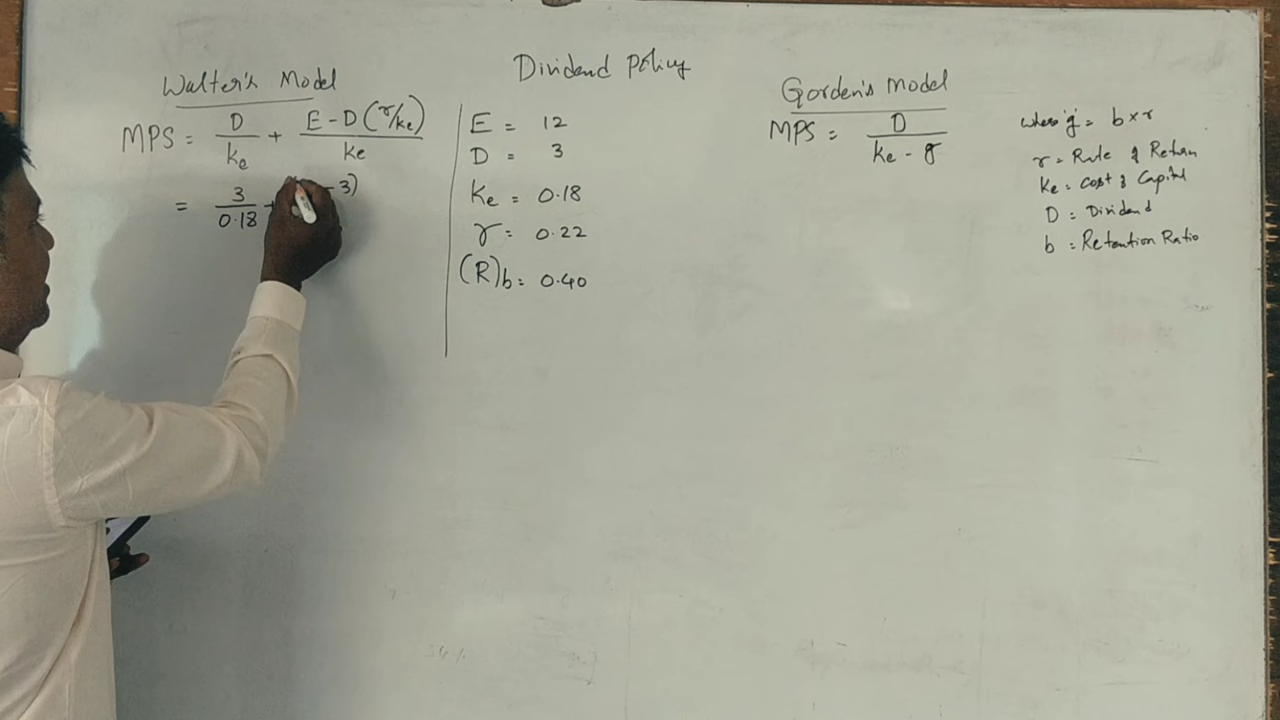 Dividend Policy
Walter's Model
MPS = D/ke + E - D (r/ke)/ke
= 3/0.18 + - 3)
E = 12
D = 3
Ke = 0.18
r = 0.22
(R) b = 0.40
Gorden's Model
MPS = D/ke - g
where 'g' = b × r
r = Rate of Return
Ke = Cost of Capital
D = Dividend
b = Retention Ratio